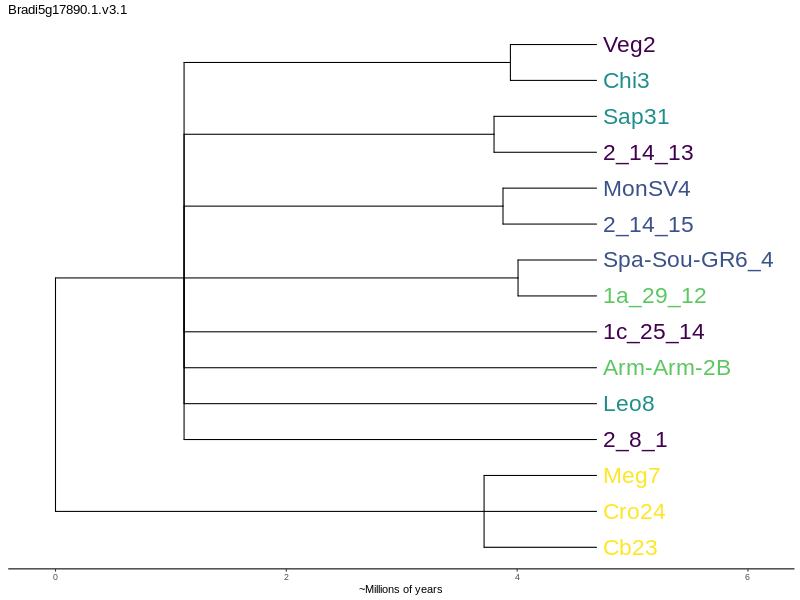 Bradi5g17890.1.v3.1
Veg2
Chi3
Sap31
2_14_13
MonSV4
2_14_15
Spa-Sou-GR6_4
1a_29_12
1c_25_14
Arm-Arm-2B
Leo8
2_8_1
Meg7
Cro24
Cb23
0 2 4 6
~Millions of years